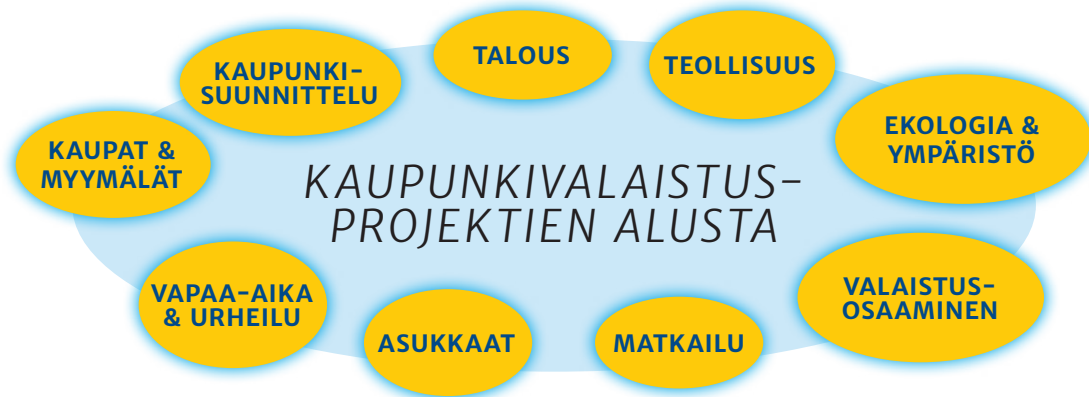 TALOUS
TEOLLISUUS
KAUPUNKI-
SUUNNITTELU
EKOLOGIA &
YMPÄRISTÖ
KAUPAT &
MYYMÄLÄT
KAUPUNKIVALAISTUS-
PROJEKTIEN ALUSTA
VAPAA-AIKA
& URHEILU
VALAISTUS-
OSAAMINEN
ASUKKAAT
MATKAILU